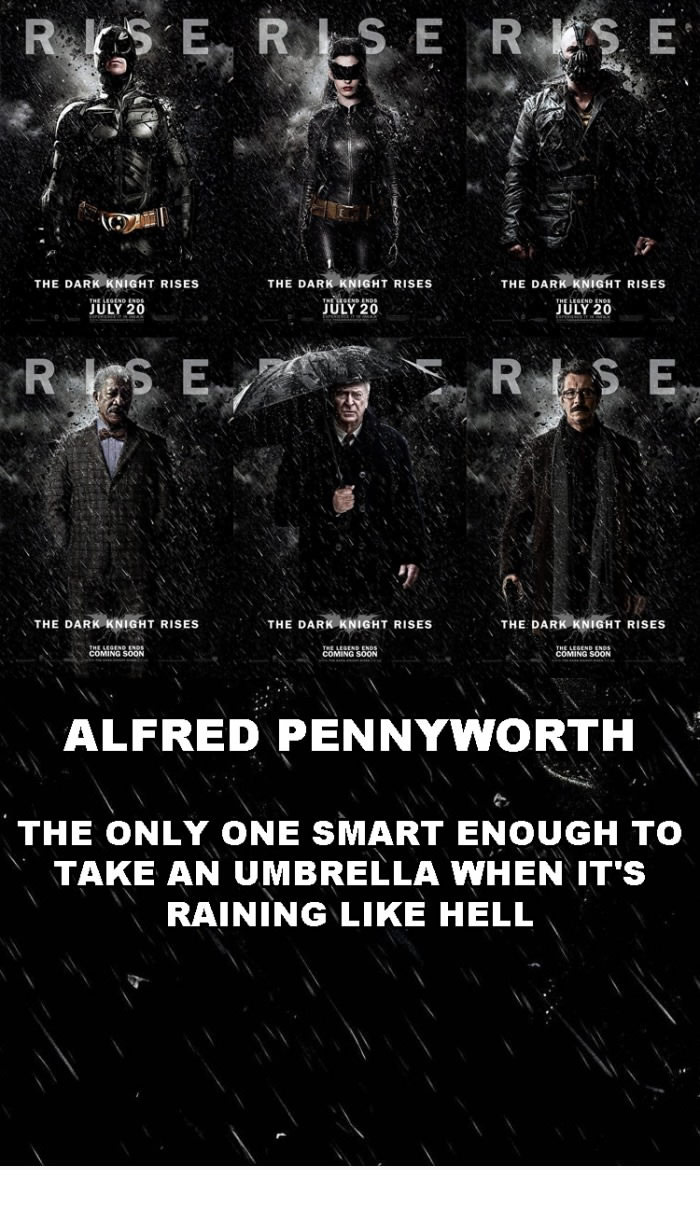 RISE
THE DARK KNIGHT RISES
THE LEGEND ENDS
JULY 20
RISE
THE DARK KNIGHT RISES
THE LEGEND ENDS
JULY 20
RISE
THE DARK KNIGHT RISES
THE LEGEND ENDS
JULY 20
RISE
THE DARK KNIGHT RISES
THE LEGEND ENDS
COMING SOON
THE DARK KNIGHT RISES
THE LEGEND ENDS
COMING SOON
RISE
THE DARK KNIGHT RISES
THE LEGEND ENDS
COMING SOON
ALFRED PENNYWORTH
THE ONLY ONE SMART ENOUGH TO
TAKE AN UMBRELLA WHEN IT'S
RAINING LIKE HELL